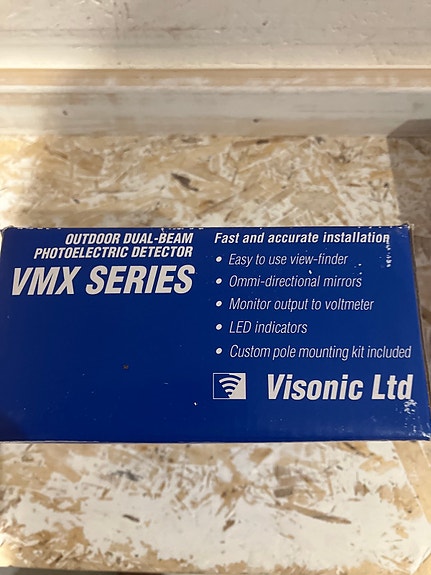 OUTDOOR DUAL-BEAM
PHOTOELECTRIC DETECTOR
VMX SERIES
Fast and accurate installation
• Easy to use view-finder
• Ommi-directional mirrors
• Monitor output to voltmeter
• LED indicators
• Custom pole mounting kit included
Visonic Ltd